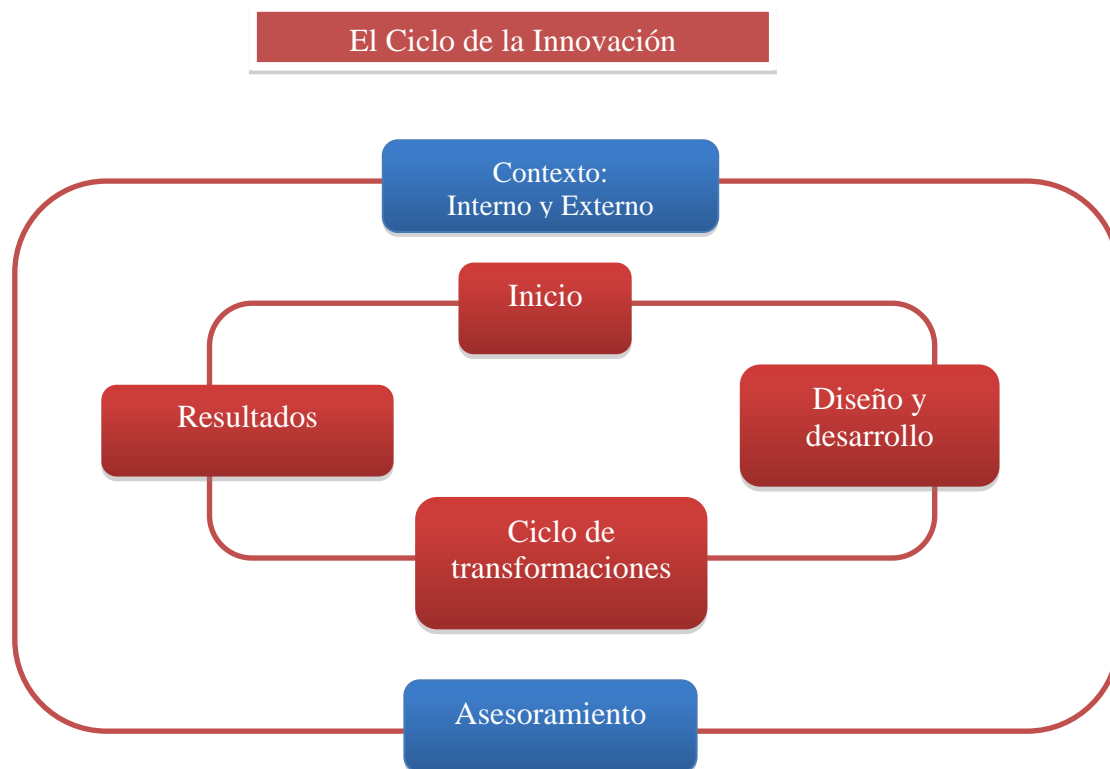 El Ciclo de la Innovación
Contexto:
Interno y Externo
Inicio
Resultados
Diseño y
desarrollo
Ciclo de
transformaciones
Asesoramiento